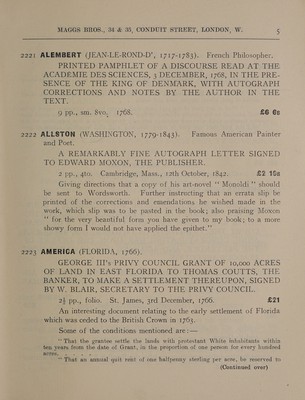 MAGGS BROS., 34 & 35, CONDUIT STREET, LONDON, W. 5
2221 ALEMBERT (JEAN-LE-ROND-D', 1717-1783). French Philosopher.
PRINTED PAMPHLET OF A DISCOURSE READ AT THE
ACADEMIE DES SCIENCES, 3 DECEMBER, 1768, IN THE PRE-
SENCE OF THE KING OF DENMARK, WITH AUTOGRAPH
CORRECTIONS AND NOTES BY THE AUTHOR IN THE
TEXT.
9 pp., sm. 8vo. 1768. £6 6s
2222 ALLSTON (WASHINGTON, 1779-1843). Famous American Painter
and Poet.
A REMARKABLY FINE AUTOGRAPH LETTER SIGNED
TO EDWARD MOXON, THE PUBLISHER.
2 pp., 4to. Cambridge, Mass., 12th October, 1842. £2 10s
Giving directions that a copy of his art-novel " Monoldi " should
be sent to Wordsworth. Further instructing that an errata slip be
printed of the corrections and emendations he wished made in the
work, which slip was to be pasted in the book; also praising Moxon
" for the very beautiful form you have given to my book; to a more
showy form I would not have applied the epithet."
2223 AMERICA (FLORIDA, 1766).
GEORGE III's PRIVY COUNCIL GRANT OF 10,000 ACRES
OF LAND IN EAST FLORIDA TO THOMAS COUTTS, THE
BANKER, TO MAKE A SETTLEMENT THEREUPON, SIGNED
BY W. BLAIR, SECRETARY TO THE PRIVY COUNCIL.
2½ pp., folio. St. James, 3rd December, 1766. £21
An interesting document relating to the early settlement of Florida
which was ceded to the British Crown in 1763.
Some of the conditions mentioned are:—
" That the grantee settle the lands with protestant White Inhabitants within
ten years from the date of Grant, in the proportion of one person for every hundred
acres. . . . .
" That an annual quit rent of one halfpenny sterling per acre, be reserved to
(Continued over)